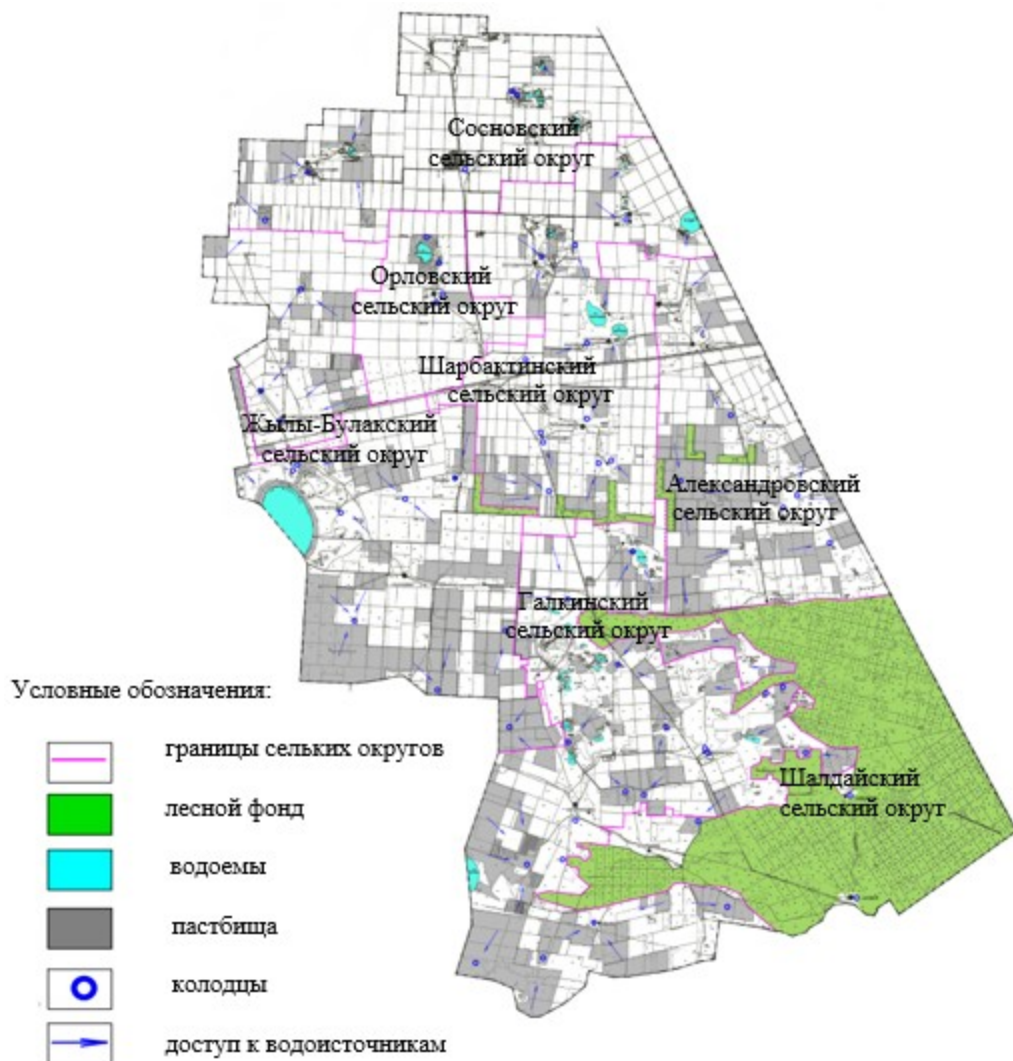 Сосновский
сельский округ
Орловский
сельский округ
Шарбактинский
сельский округ
Жылы-Булакский
сельский округ
Александровский
сельский округ
Галкинский
сельский округ
Шалдайский
сельский округ
Условные обозначения:
границы сельких округов
лесной фонд
водоемы
пастбища
колодцы
доступ к водоисточникам